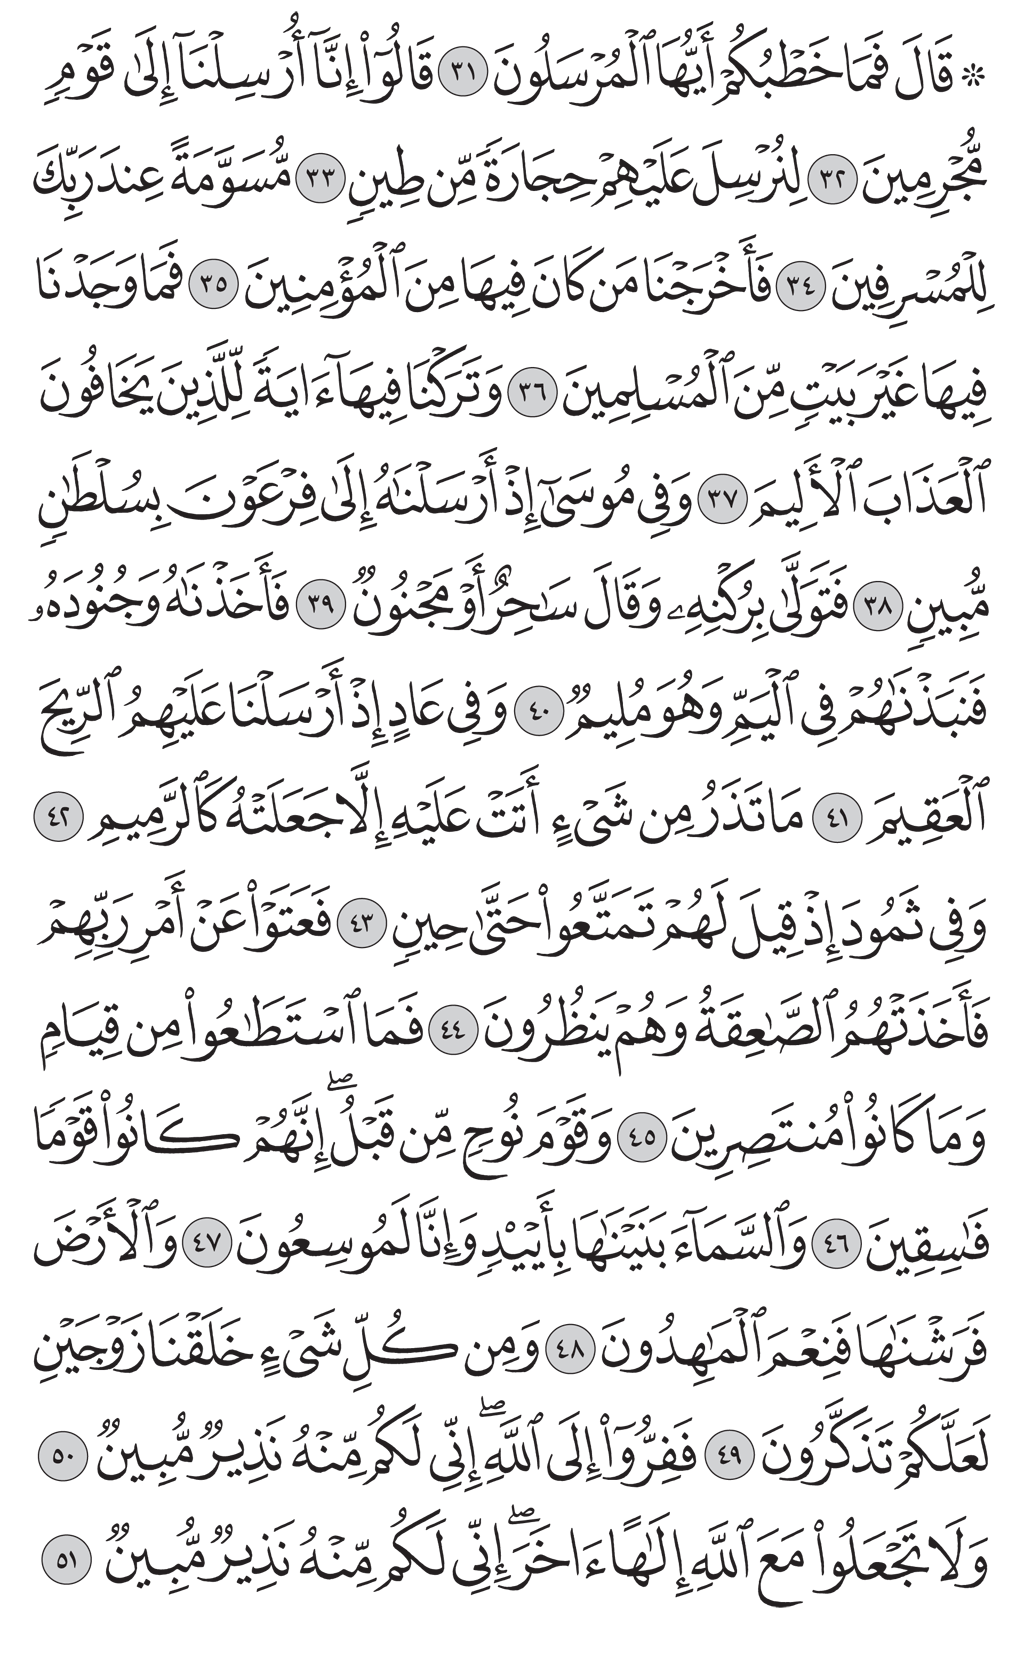 ۞ قَالَ فَمَا خَطْبُكُمْ أَيُّهَا ٱلْمُرْسَلُونَ ٣١ قَالُوٓا۟ إِنَّآ أُرْسِلْنَآ إِلَىٰ قَوْمٍ
مُّجْرِمِينَ ٣٢ لِنُرْسِلَ عَلَيْهِمْ حِجَارَةً مِّن طِينٍ ٣٣ مُّسَوَّمَةً عِندَ رَبِّكَ
لِلْمُسْرِفِينَ ٣٤ فَأَخْرَجْنَا مَن كَانَ فِيهَا مِنَ ٱلْمُؤْمِنِينَ ٣٥ فَمَا وَجَدْنَا
فِيهَا غَيْرَ بَيْتٍ مِّنَ ٱلْمُسْلِمِينَ ٣٦ وَتَرَكْنَا فِيهَآ ءَايَةً لِّلَّذِينَ يَخَافُونَ
ٱلْعَذَابَ ٱلْأَلِيمَ ٣٧ وَفِى مُوسَىٰٓ إِذْ أَرْسَلْنَـٰهُ إِلَىٰ فِرْعَوْنَ بِسُلْطَـٰنٍ
مُّبِينٍ ٣٨ فَتَوَلَّىٰ بِرُكْنِهِۦ وَقَالَ سَـٰحِرٌ أَوْ مَجْنُونٌ ٣٩ فَأَخَذْنَـٰهُ وَجُنُودَهُۥ
فَنَبَذْنَـٰهُمْ فِى ٱلْيَمِّ وَهُوَ مُلِيمٌ ٤٠ وَفِى عَادٍ إِذْ أَرْسَلْنَا عَلَيْهِمُ ٱلرِّيحَ
ٱلْعَقِيمَ ٤١ مَا تَذَرُ مِن شَىْءٍ أَتَتْ عَلَيْهِ إِلَّا جَعَلَتْهُ كَٱلرَّمِيمِ ٤٢
وَفِى ثَمُودَ إِذْ قِيلَ لَهُمْ تَمَتَّعُوا۟ حَتَّىٰ حِينٍ ٤٣ فَعَتَوْا۟ عَنْ أَمْرِ رَبِّهِمْ
فَأَخَذَتْهُمُ ٱلصَّـٰعِقَةُ وَهُمْ يَنظُرُونَ ٤٤ فَمَا ٱسْتَطَـٰعُوا۟ مِن قِيَامٍ
وَمَا كَانُوا۟ مُنتَصِرِينَ ٤٥ وَقَوْمَ نُوحٍ مِّن قَبْلُ ۖ إِنَّهُمْ كَانُوا۟ قَوْمًا
فَـٰسِقِينَ ٤٦ وَٱلسَّمَآءَ بَنَيْنَـٰهَا بِأَيْي۟دٍ وَإِنَّا لَمُوسِعُونَ ٤٧ وَٱلْأَرْضَ
فَرَشْنَـٰهَا فَنِعْمَ ٱلْمَـٰهِدُونَ ٤٨ وَمِن كُلِّ شَىْءٍ خَلَقْنَا زَوْجَيْنِ
لَعَلَّكُمْ تَذَكَّرُونَ ٤٩ فَفِرُّوٓا۟ إِلَى ٱللَّهِ ۖ إِنِّى لَكُم مِّنْهُ نَذِيرٌ مُّبِينٌ ٥٠
وَلَا تَجْعَلُوا۟ مَعَ ٱللَّهِ إِلَـٰهًا ءَاخَرَ ۖ إِنِّى لَكُم مِّنْهُ نَذِيرٌ مُّبِينٌ ٥١